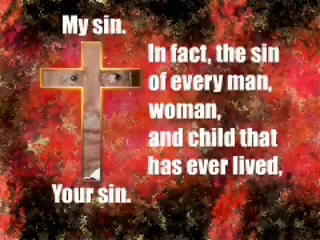 My sin.
In fact, the sin
of every man,
woman,
and child that
has ever lived,
Your sin.